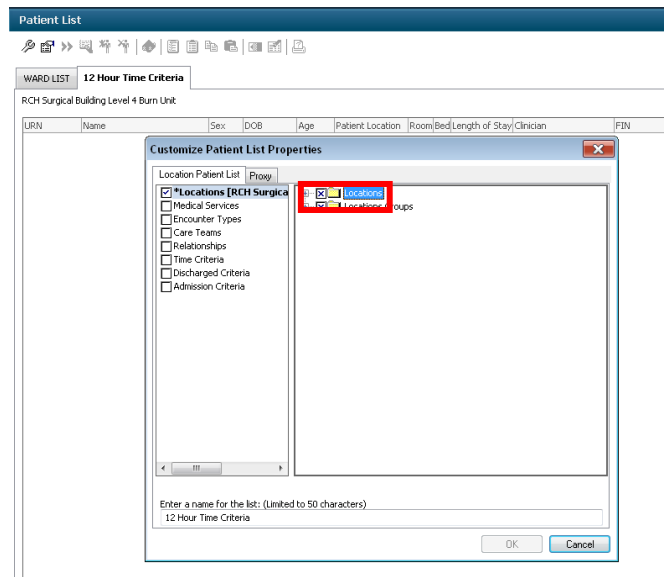 Patient List
WARD LIST 12 Hour Time Criteria
RCH Surgical Building Level 4 Burn Unit
URN Name Sex DOB Age Patient Location Room Bed Length of Stay Clinician FIN
Customize Patient List Properties
Location Patient List Proxy
*Locations [RCH Surgica
Medical Services
Encounter Types
Care Teams
Relationships
Time Criteria
Discharged Criteria
Admission Criteria
Locations
Locations Groups
Enter a name for the list: (Limited to 50 characters)
12 Hour Time Criteria
OK Cancel